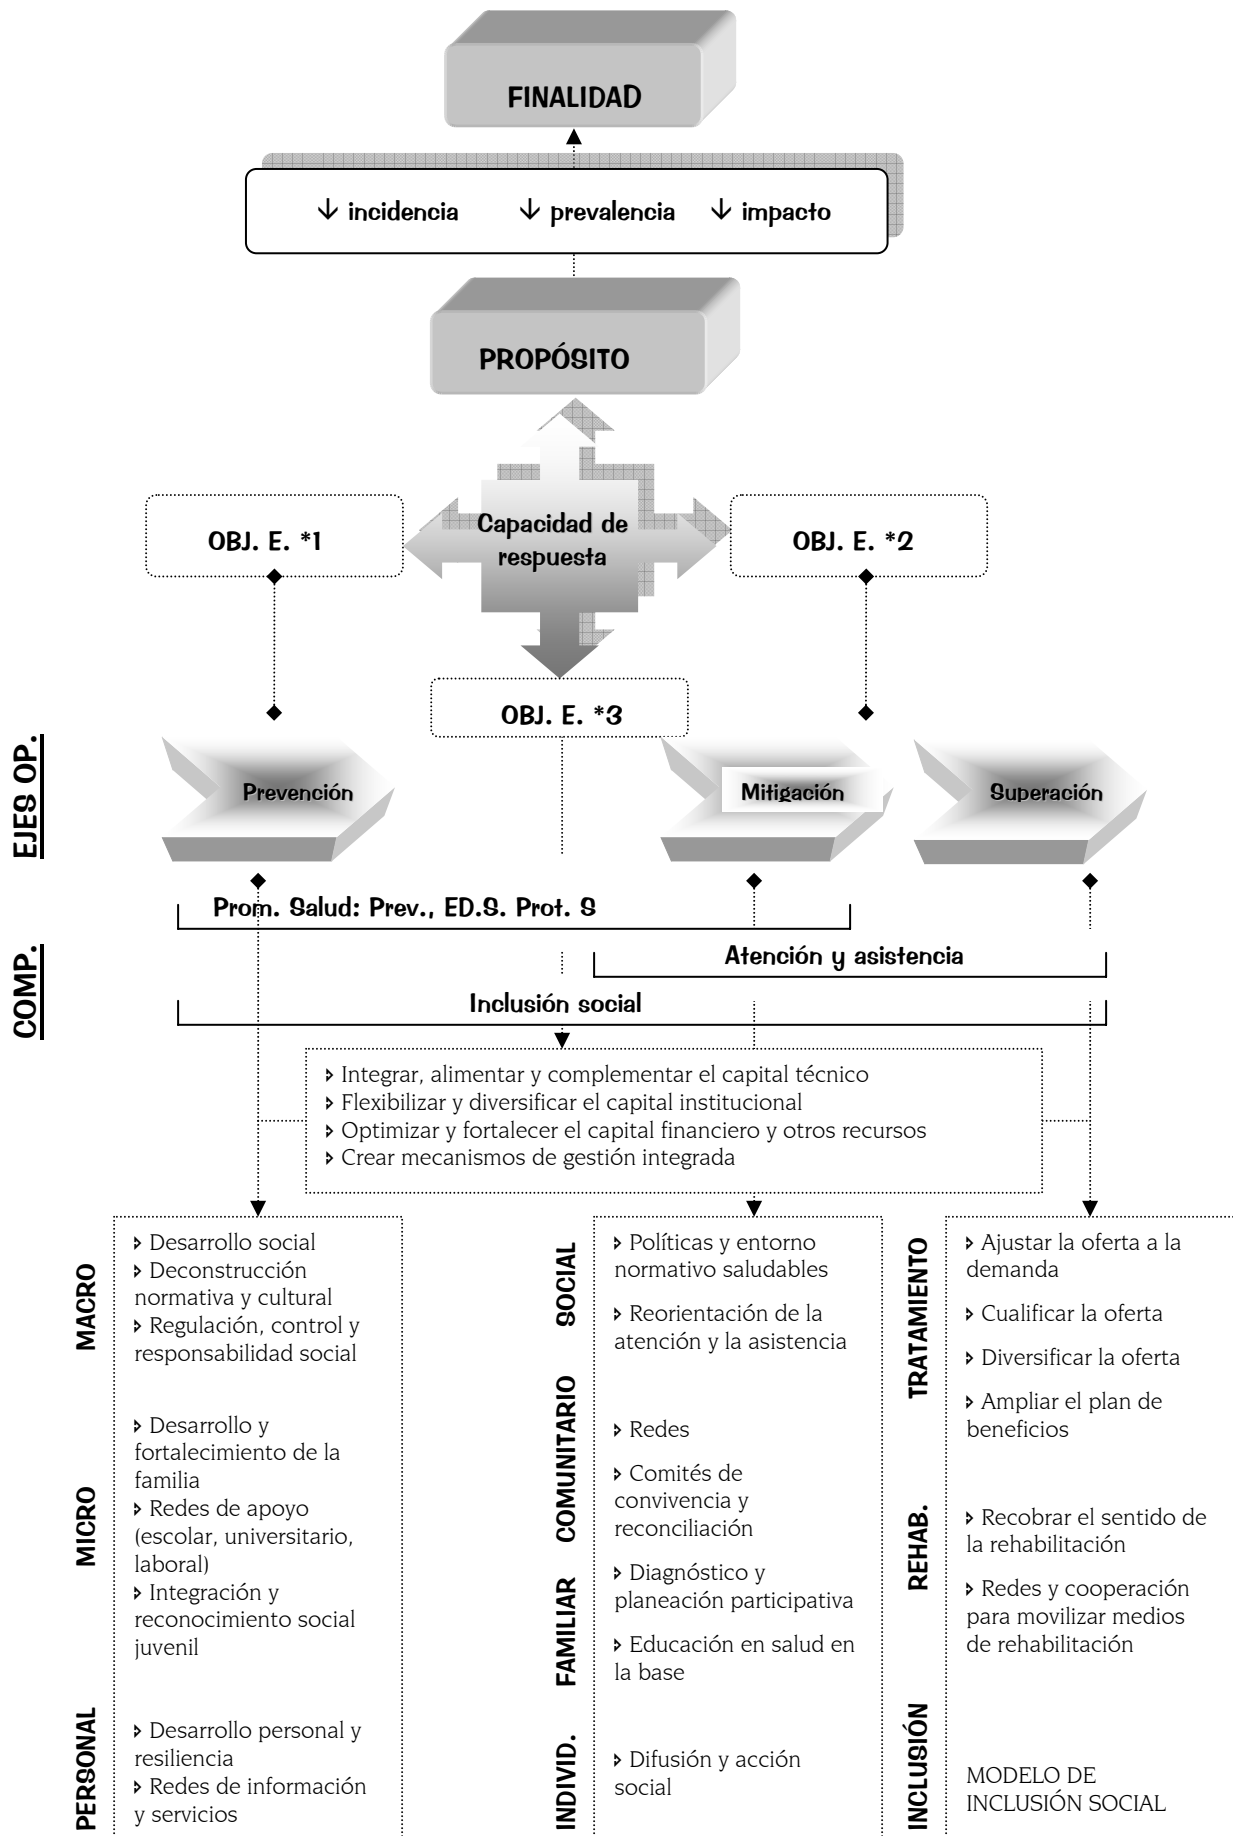 FINALIDAD
↓ incidencia ↓ prevalencia ↓ impacto
PROPÓSITO
Capacidad de
respuesta
OBJ. E. *1
OBJ. E. *2
OBJ. E. *3
EJES OP.
Prevención
Mitigación
Superación
COMP.
Prom. Salud: Prev., ED.S. Prot. S
Atención y asistencia
Inclusión social
Integrar, alimentar y complementar el capital técnico
Flexibilizar y diversificar el capital institucional
Optimizar y fortalecer el capital financiero y otros recursos
Crear mecanismos de gestión integrada
MACRO
Desarrollo social
Deconstrucción
normativa y cultural
Regulación, control y
responsabilidad social
MICRO
Desarrollo y
fortalecimiento de la
familia
Redes de apoyo
(escolar, universitario,
laboral)
Integración y
reconocimiento social
juvenil
PERSONAL
Desarrollo personal y
resiliencia
Redes de información
y servicios
SOCIAL
Políticas y entorno
normativo saludables
Reorientación de la
atención y la asistencia
COMUNITARIO
Redes
Comités de
convivencia y
reconciliación
FAMILIAR
Diagnóstico y
planeación participativa
Educación en salud en
la base
INDIVID.
Difusión y acción
social
TRATAMIENTO
Ajustar la oferta a la
demanda
Cualificar la oferta
Diversificar la oferta
Ampliar el plan de
beneficios
REHAB.
Recobrar el sentido de
la rehabilitación
Redes y cooperación
para movilizar medios
de rehabilitación
INCLUSIÓN
MODELO DE
INCLUSIÓN SOCIAL